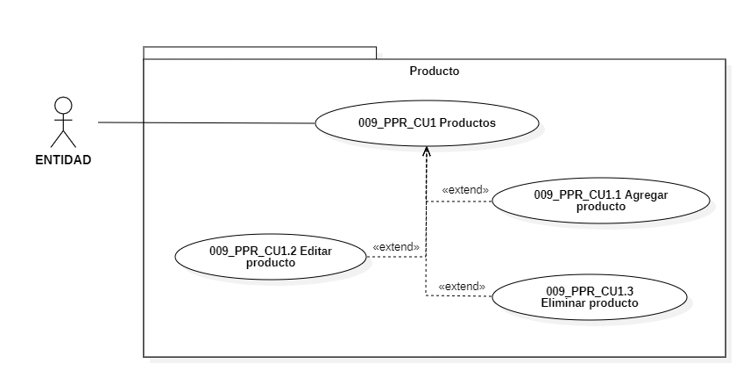 Producto
009_PPR_CU1 Productos
ENTIDAD
«extend»
009_PPR_CU1.1 Agregar
producto
009_PPR_CU1.2 Editar
producto
«extend»
«extend»
009_PPR_CU1.3
Eliminar producto